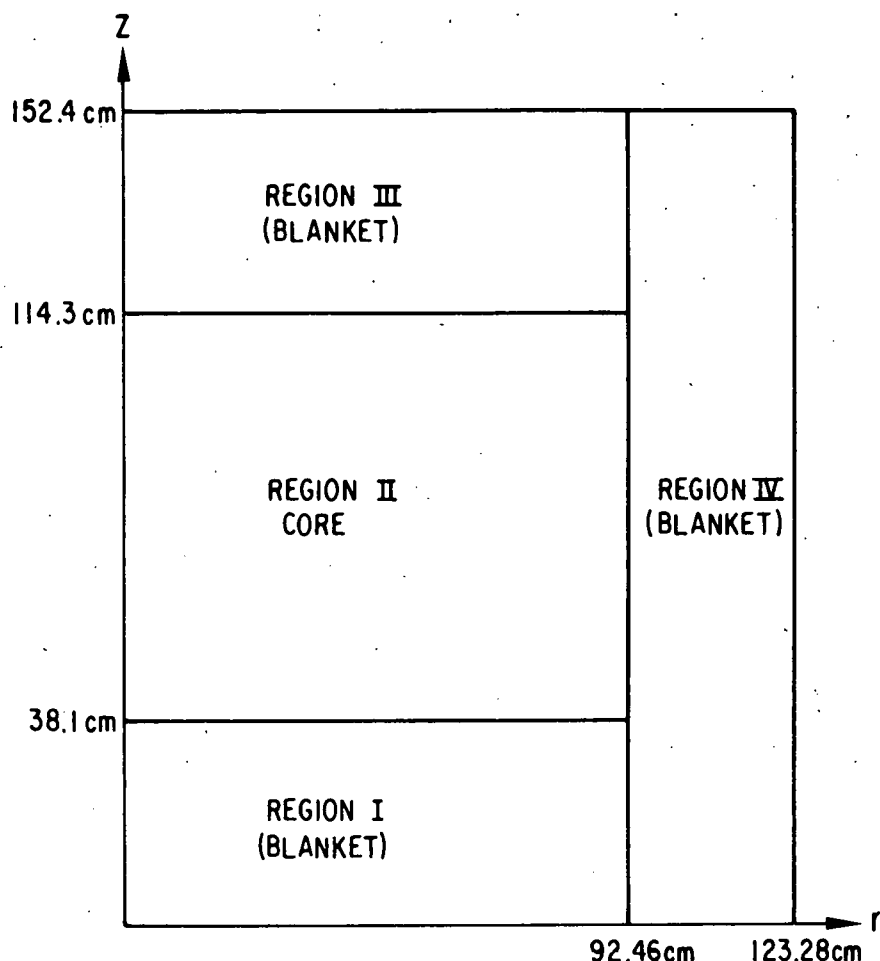 Z
152.4 cm
REGION III
(BLANKET)
114.3 cm
REGION II
CORE
REGION IV
(BLANKET)
38.1 cm
REGION I
(BLANKET)
r
92.46cm
123.28cm